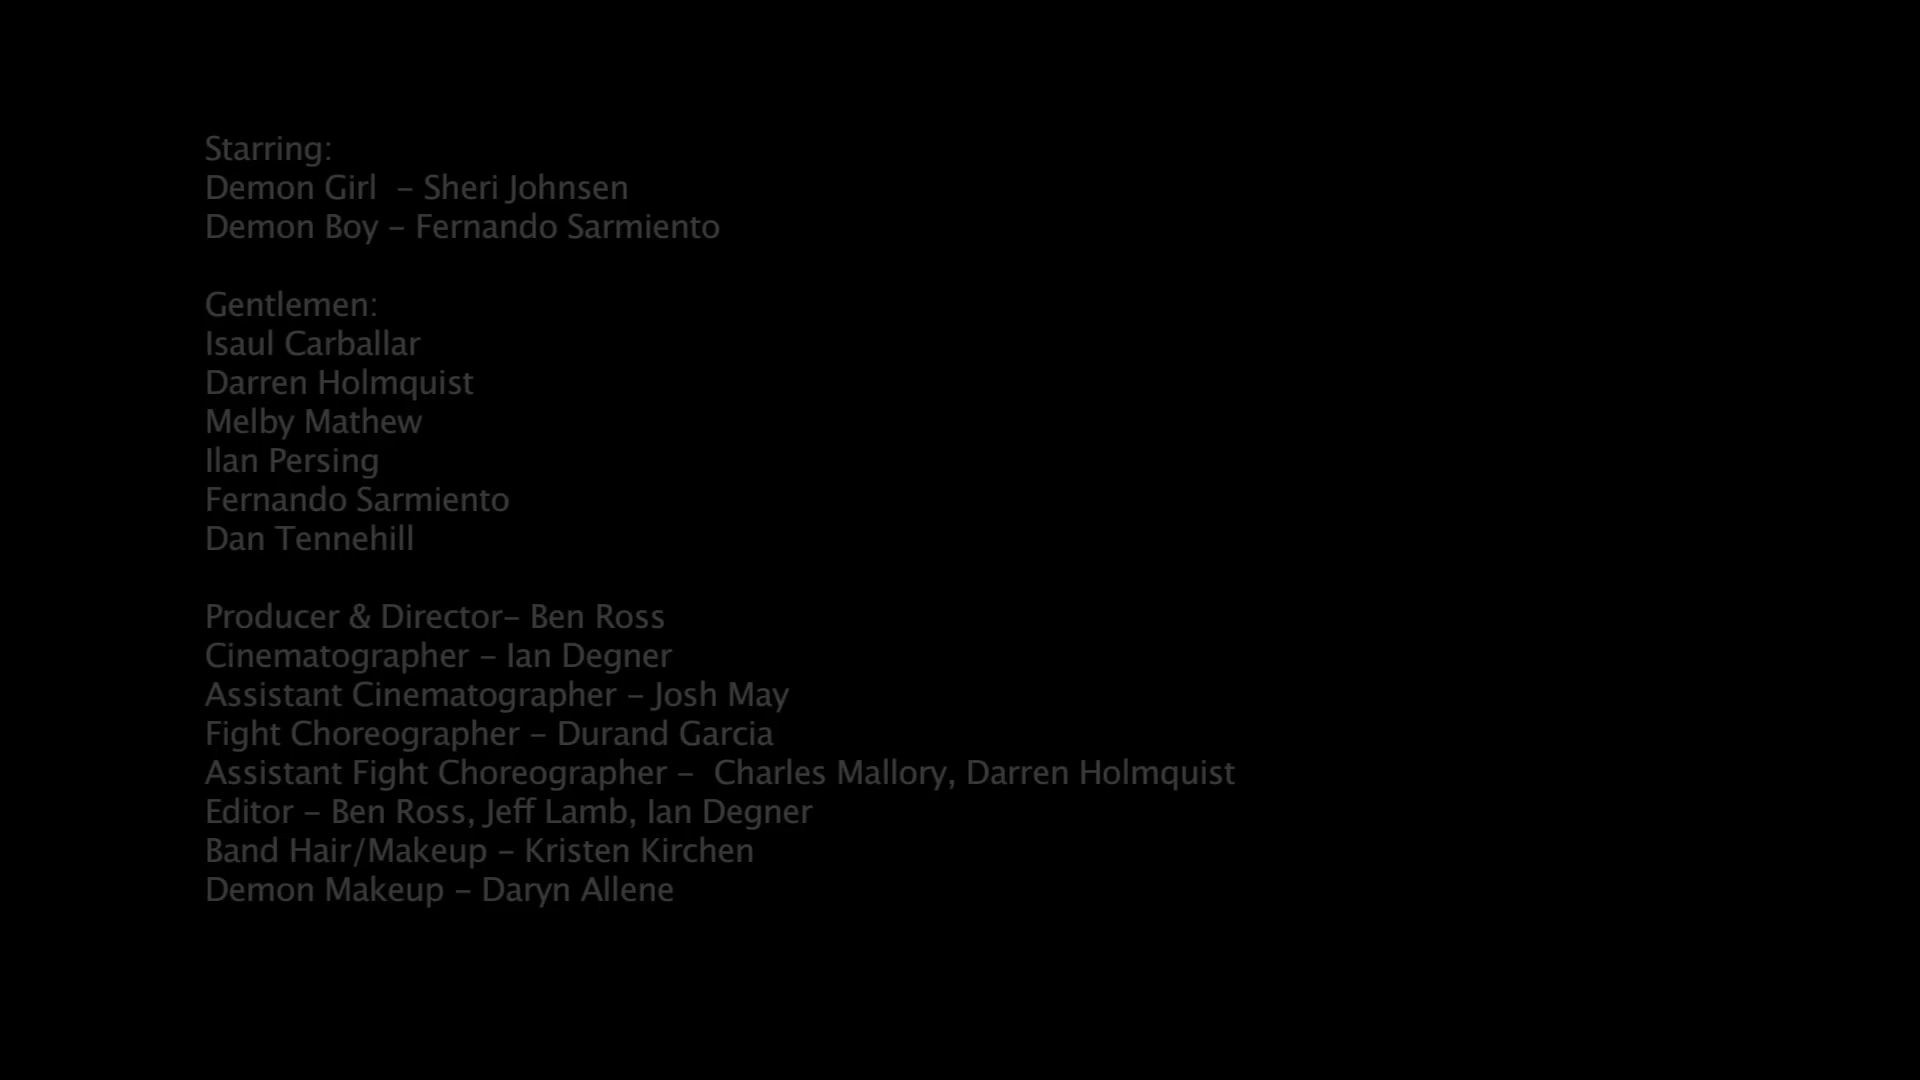 Starring:
Demon Girl  – Sheri Johnsen
Demon Boy – Fernando Sarmiento

Gentlemen:
Isaul Carballar
Darren Holmquist
Melby Mathew
Ilan Persing
Fernando Sarmiento
Dan Tennehill

Producer & Director– Ben Ross
Cinematographer – Ian Degner
Assistant Cinematographer – Josh May
Fight Choreographer – Durand Garcia
Assistant Fight Choreographer –  Charles Mallory, Darren Holmquist
Editor – Ben Ross, Jeff Lamb, Ian Degner
Band Hair/Makeup – Kristen Kirchen
Demon Makeup – Daryn Allene